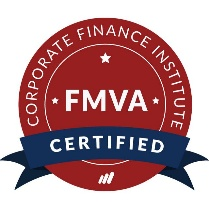 CORPORATE FINANCE INSTITUTE
FMVA
CERTIFIED